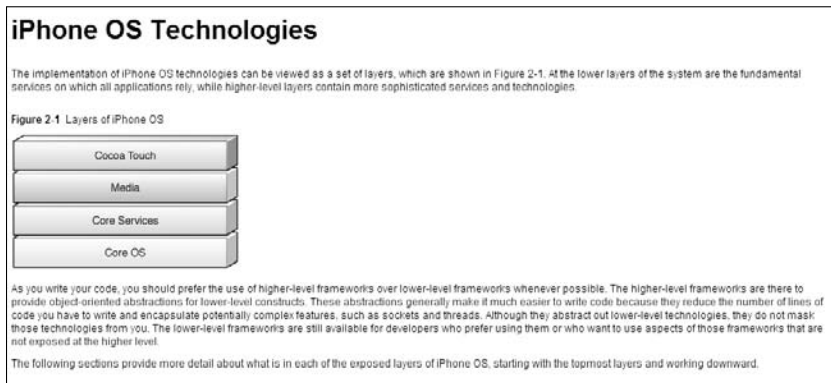 iPhone OS Technologies
The implementation of iPhone OS technologies can be viewed as a set of layers, which are shown in Figure 2-1. At the lower layers of the system are the fundamental
services on which all applications rely, while higher-level layers contain more sophisticated services and technologies.
Figure 2-1 Layers of iPhone OS
Cocoa Touch
Media
Core Services
Core OS
As you write your code, you should prefer the use of higher-level frameworks over lower-level frameworks whenever possible. The higher-level frameworks are there to
provide object-oriented abstractions for lower-level constructs. These abstractions generally make it much easier to write code because they reduce the number of lines of
code you have to write and encapsulate potentially complex features, such as sockets and threads. Although they abstract out lower-level technologies, they do not mask
those technologies from you. The lower-level frameworks are still available for developers who prefer using them or who want to use aspects of those frameworks that are
not exposed at the higher level.
The following sections provide more detail about what is in each of the exposed layers of iPhone OS, starting with the topmost layers and working downward.